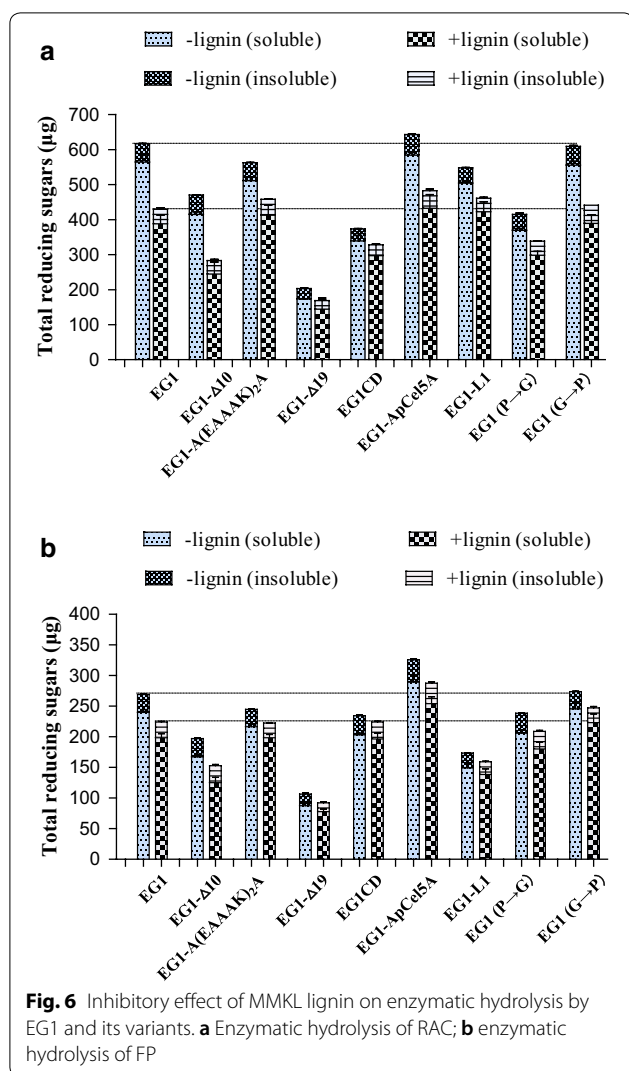 a
-lignin (soluble)
+lignin (soluble)
-lignin (insoluble)
+lignin (insoluble)
Total reducing sugars (µg)
700
600
500
400
300
200
100
0
EG1
EG1-Δ10
EG1-A(EAAAK)₂A
EG1-Δ19
EG1CD
EG1-ApCel5A
EG1-L1
EG1 (P→G)
EG1 (G→P)
b
-lignin (soluble)
+lignin (soluble)
-lignin (insoluble)
+lignin (insoluble)
Total reducing sugars (µg)
400
350
300
250
200
150
100
50
0
EG1
EG1-Δ10
EG1-A(EAAAK)₂A
EG1-Δ19
EG1CD
EG1-ApCel5A
EG1-L1
EG1 (P→G)
EG1 (G→P)
Fig. 6 Inhibitory effect of MMKL lignin on enzymatic hydrolysis by
EG1 and its variants. a Enzymatic hydrolysis of RAC; b enzymatic
hydrolysis of FP